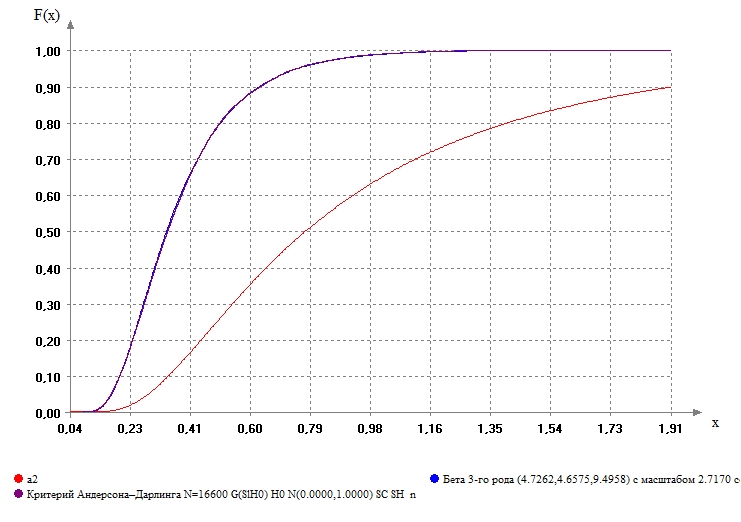 F(x)
1,00
0,90
0,80
0,70
0,60
0,50
0,40
0,30
0,20
0,10
0,00
0,04 0,23 0,41 0,60 0,79 0,98 1,16 1,35 1,54 1,73 1,91
x
a2
Бета 3-го рода (4.7262,4.6575,9.4958) с масштабом 2.7170 с
Критерий Андерсона–Дарлинга N=16600 G(S|H0) H0 N(0.0000,1.0000) SC SH n